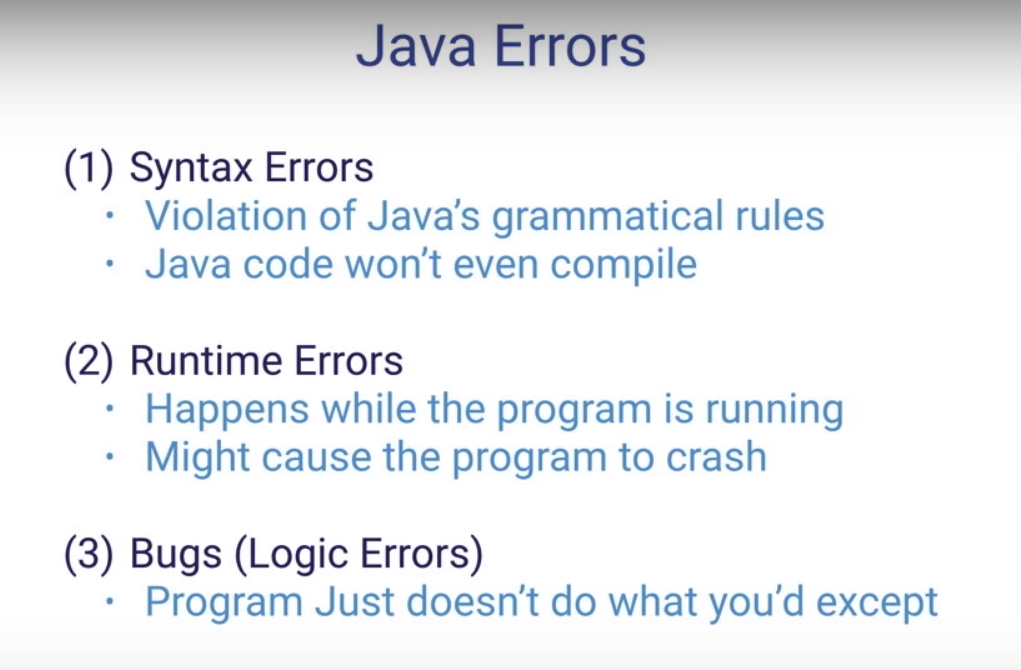 Java Errors
(1) Syntax Errors
· Violation of Java's grammatical rules
· Java code won't even compile
(2) Runtime Errors
· Happens while the program is running
· Might cause the program to crash
(3) Bugs (Logic Errors)
· Program Just doesn't do what you'd except